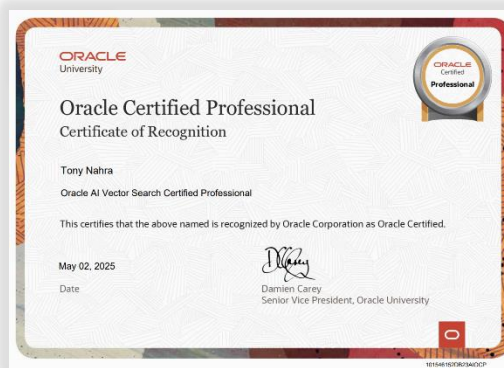 ORACLE
University
ORACLE
Certified
Professional
Oracle Certified Professional
Certificate of Recognition
Tony Nahra
Oracle AI Vector Search Certified Professional
This certifies that the above named is recognized by Oracle Corporation as Oracle Certified.
May 02, 2025
Date
Damien Carey
Senior Vice President, Oracle University